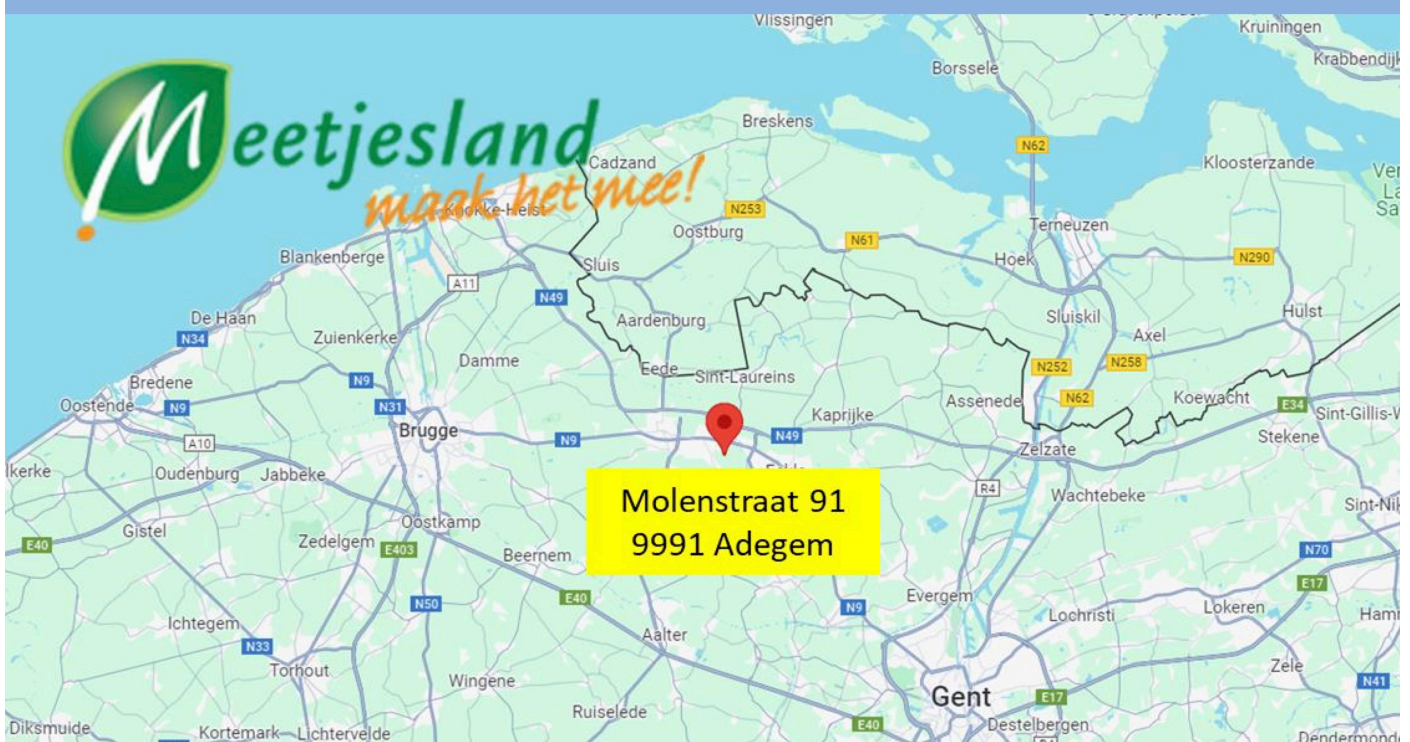 Vlissingen
Kruiningen
Borssele
Meetjesland
maak het mee!
Breskens
N62
Cadzand
Kloosterzande
Knokke-Heist
N253
Oostburg
N61
Terneuzen
Blankenberge
Sluis
Hoek
N290
A11
N49
De Haan
Aardenburg
Sluiskil
Hulst
N34
Zuienkerke
Axel
Damme
Eede
Sint-Laureins
N252
N258
Bredene
N9
Oostende
N9
N31
Kaprijke
Assenede
N62
Koewacht
E34
Brugge
A10
N9
N49
Stekene
Zelzate
Oudenburg
Jabbeke
R4
Wachtebeke
Molenstraat 91
9991 Adegem
Gistel
Oostkamp
E40
Zedelgem
E403
Beernem
N70
E17
N50
E40
N9
Evergem
Lochristi
Lokeren
Ichtegem
N33
Aalter
Torhout
Wingene
Zele
N41
Gent
E17
Ruiselede
E40
Destelbergen
Diksmuide
Kortemark
Lichtervelde